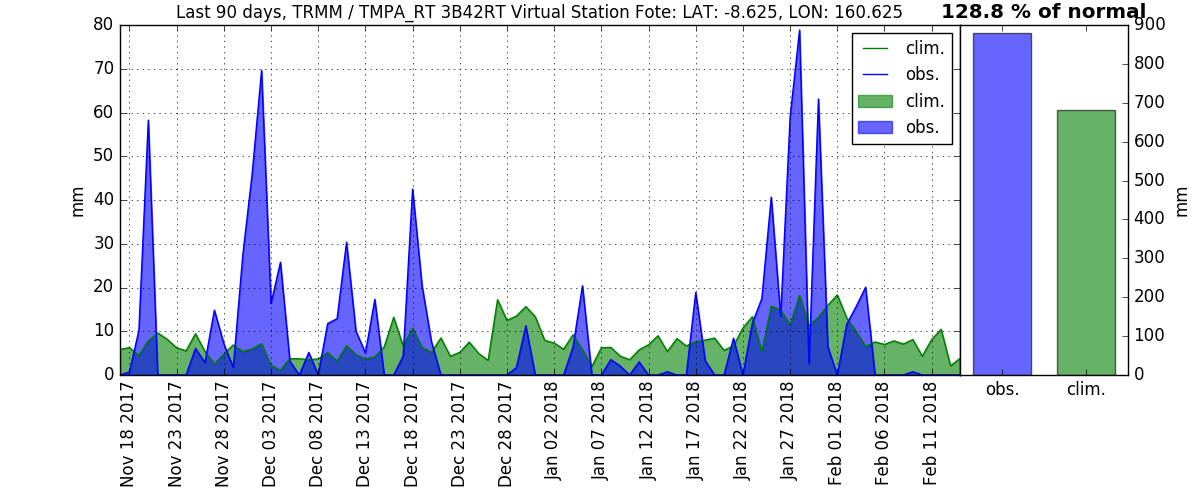 Last 90 days, TRMM / TMPA_RT 3B42RT Virtual Station Fote: LAT: -8.625, LON: 160.625
128.8 % of normal
80
70
60
50
40
30
20
10
0
mm
clim.
obs.
clim.
obs.
900
800
700
600
500
400
300
200
100
0
mm
Nov 18 2017
Nov 23 2017
Nov 28 2017
Dec 03 2017
Dec 08 2017
Dec 13 2017
Dec 18 2017
Dec 23 2017
Dec 28 2017
Jan 02 2018
Jan 07 2018
Jan 12 2018
Jan 17 2018
Jan 22 2018
Jan 27 2018
Feb 01 2018
Feb 06 2018
Feb 11 2018
obs.
clim.